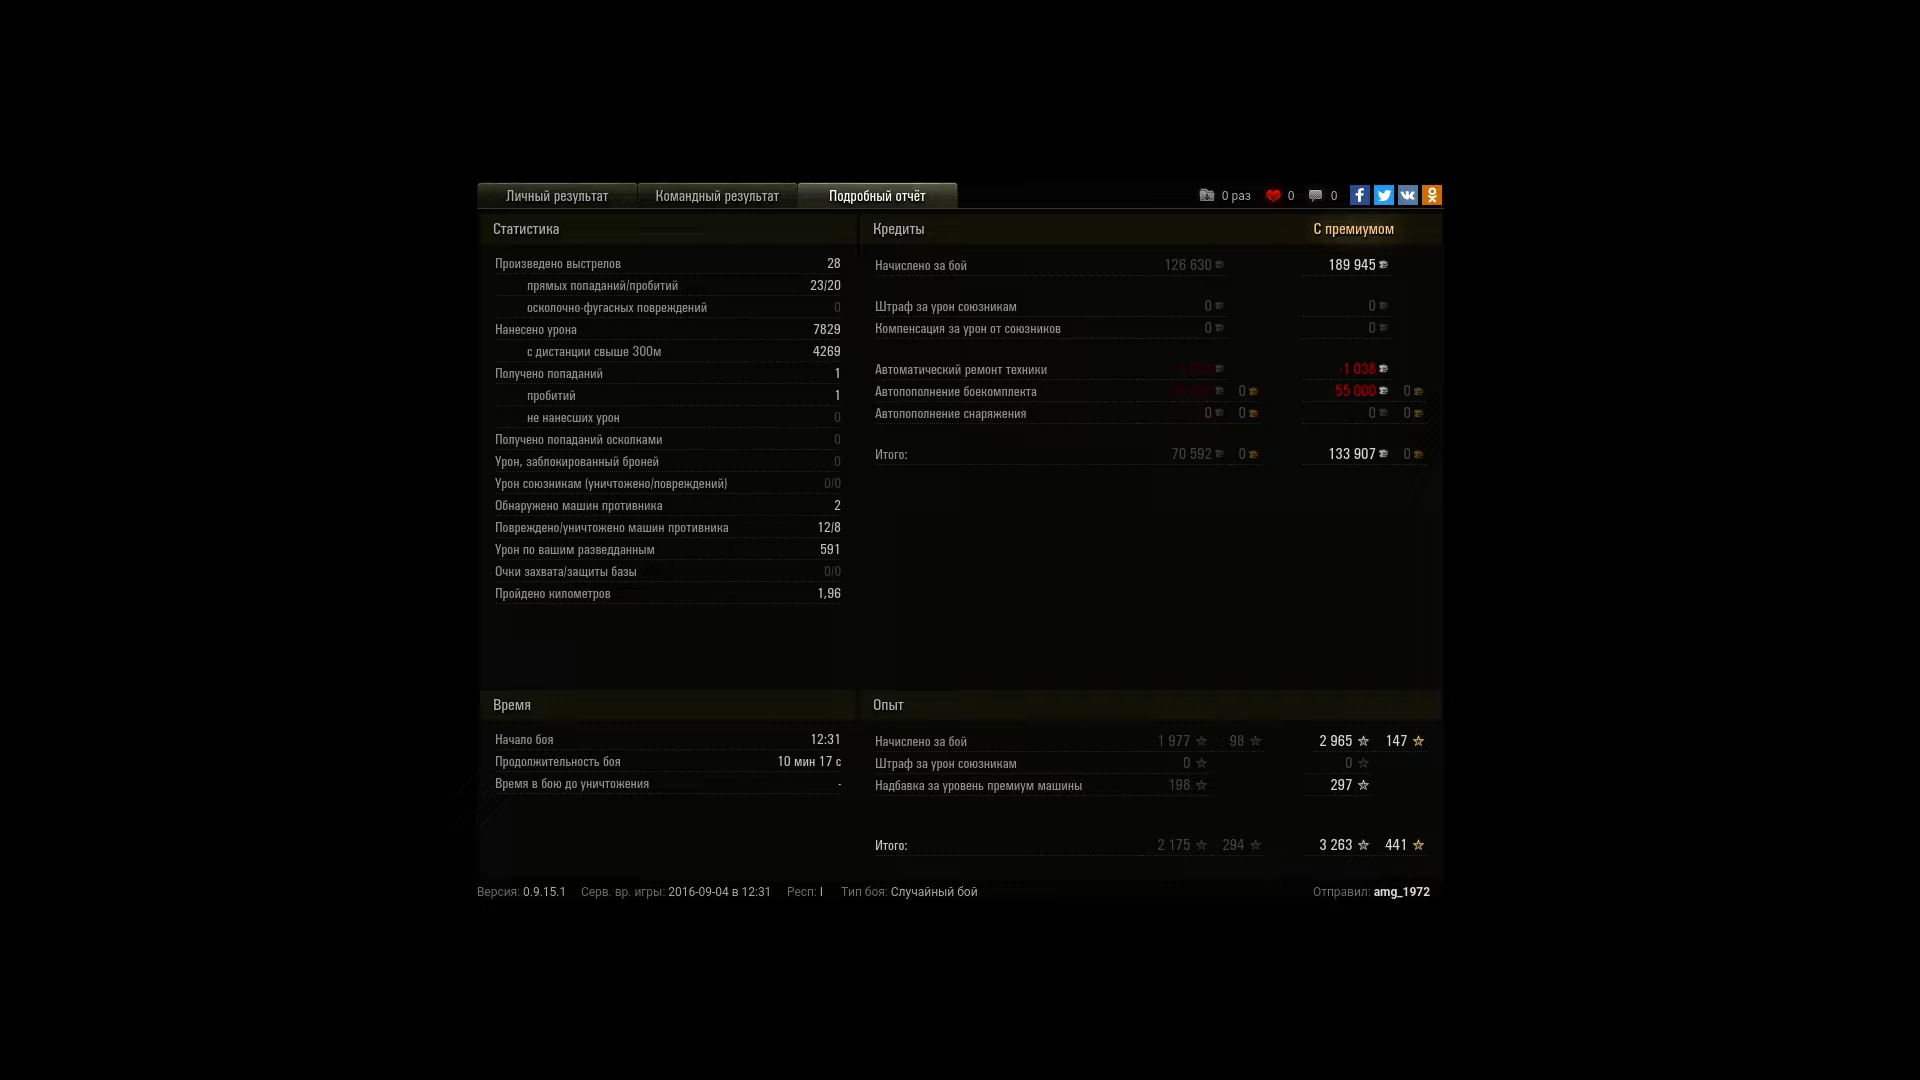 Личный результат Командный результат Подробный отчёт 0 раз 0 0
Статистика
Произведено выстрелов 28
прямых попаданий/пробитий 23/20
осколочно-фугасных повреждений 0
Нанесено урона 7829
с дистанции свыше 300м 4269
Получено попаданий 1
пробитий 1
не нанесших урон 0
Получено попаданий осколками 0
Урон, заблокированный броней 0
Урон союзникам (уничтожено/повреждений) 0/0
Обнаружено машин противника 2
Повреждено/уничтожено машин противника 12/8
Урон по вашим разведданным 591
Очки захвата/защиты базы 0/0
Пройдено километров 1,96
Кредиты С премиумом
Начислено за бой 126 630 189 945
Штраф за урон союзникам 0 0
Компенсация за урон от союзников 0 0
Автоматический ремонт техники -1 038
Автопополнение боекомплекта 0 55 000 0
Автопополнение снаряжения 0 0 0 0
Итого: 70 592 0 133 907 0
Время
Начало боя 12:31
Продолжительность боя 10 мин 17 с
Время в бою до уничтожения -
Опыт
Начислено за бой 1 977 98 2 965 147
Штраф за урон союзникам 0 0
Надбавка за уровень премиум машины 198 297
Итого: 2 175 294 3 263 441
Версия: 0.9.15.1 Серв. вр. игры: 2016-09-04 в 12:31 Респ: I Тип боя: Случайный бой Отправил: amg_1972